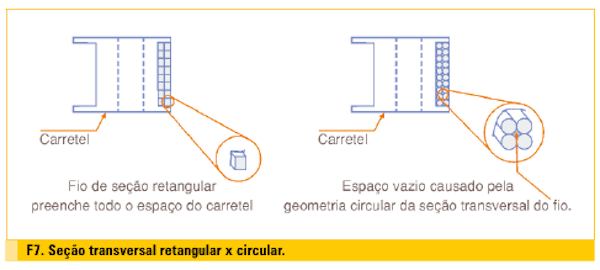 Carretel
Fio de seção retangular
preenche todo o espaço do carretel
Carretel
Espaço vazio causado pela
geometria circular da seção transversal do fio.
F7. Seção transversal retangular x circular.